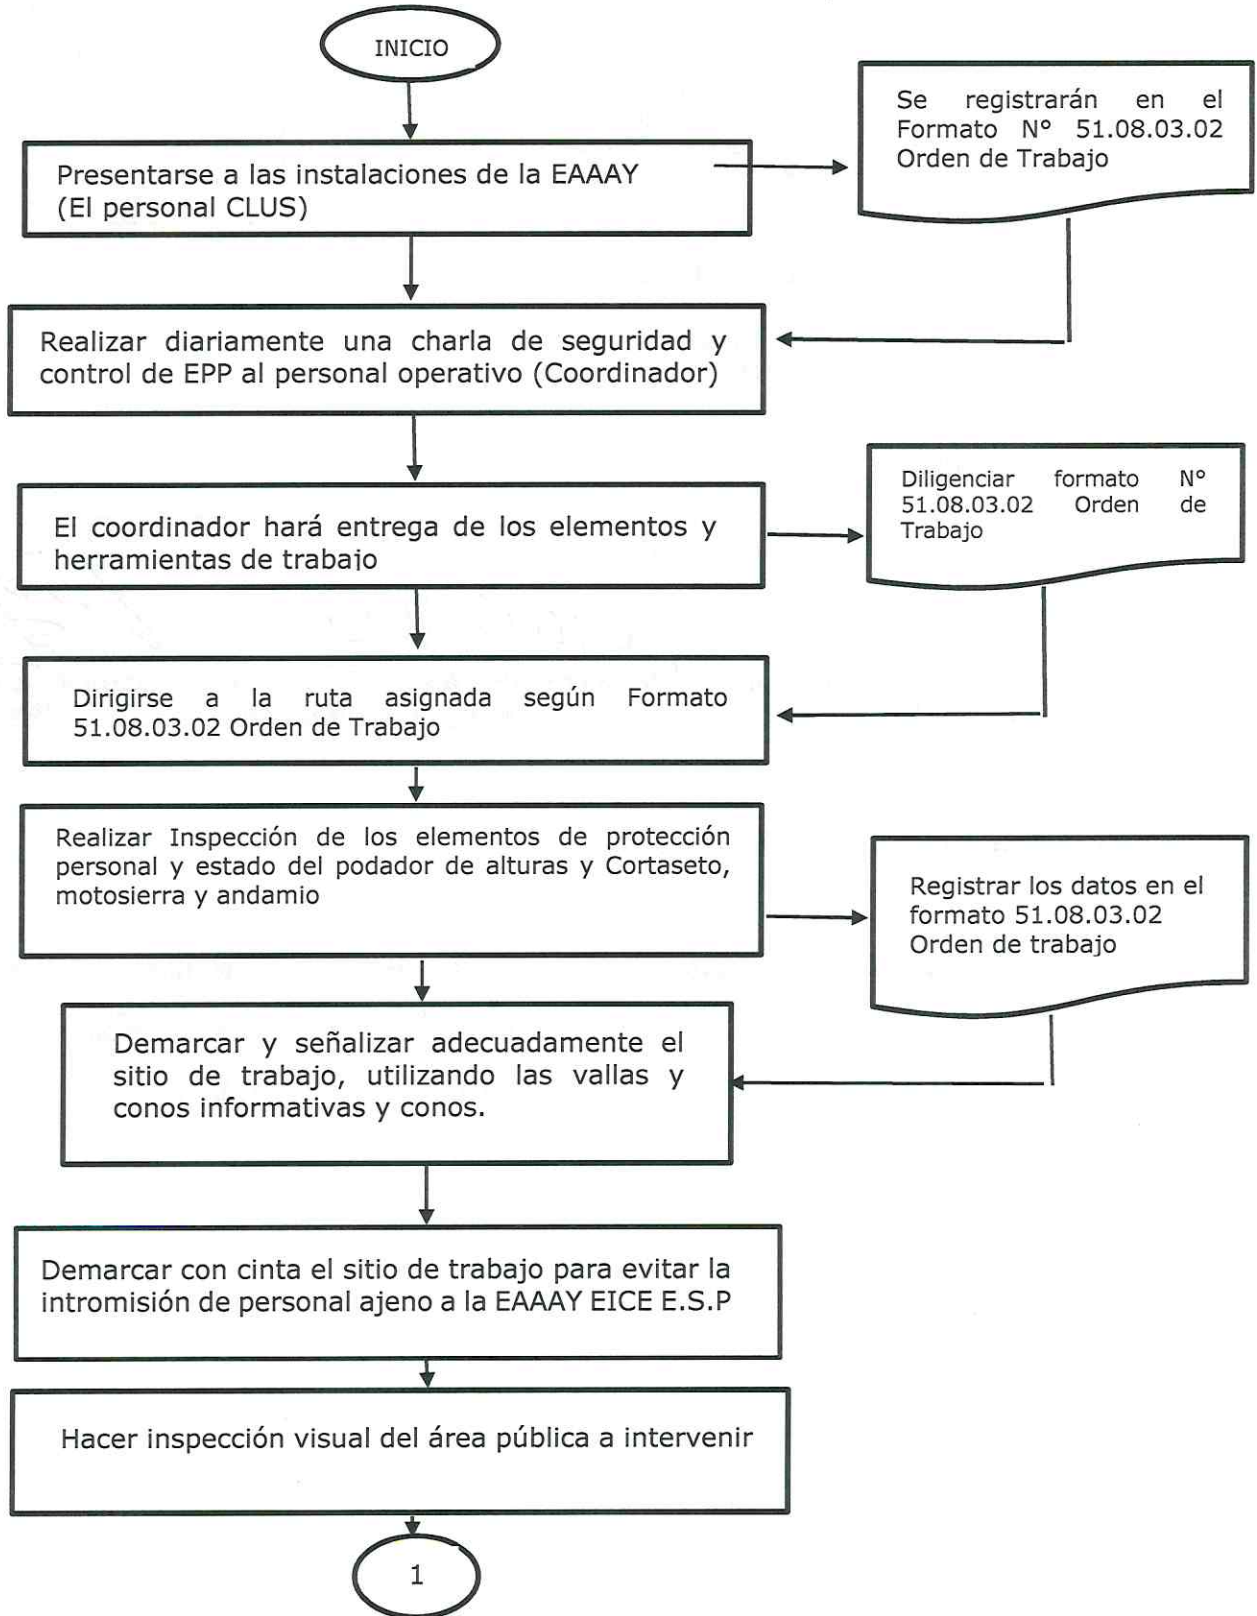 INICIO
Se registrarán en el
Formato N° 51.08.03.02
Orden de Trabajo
Presentarse a las instalaciones de la EAAAY
(El personal CLUS)
Realizar diariamente una charla de seguridad y
control de EPP al personal operativo (Coordinador)
Diligenciar formato N°
51.08.03.02 Orden de
Trabajo
El coordinador hará entrega de los elementos y
herramientas de trabajo
Dirigirse a la ruta asignada según Formato
51.08.03.02 Orden de Trabajo
Realizar Inspección de los elementos de protección
personal y estado del podador de alturas y Cortaseto,
motosierra y andamio
Registrar los datos en el
formato 51.08.03.02
Orden de trabajo
Demarcar y señalizar adecuadamente el
sitio de trabajo, utilizando las vallas y
conos informativas y conos.
Demarcar con cinta el sitio de trabajo para evitar la
intromisión de personal ajeno a la EAAAY EICE E.S.P
Hacer inspección visual del área pública a intervenir
1